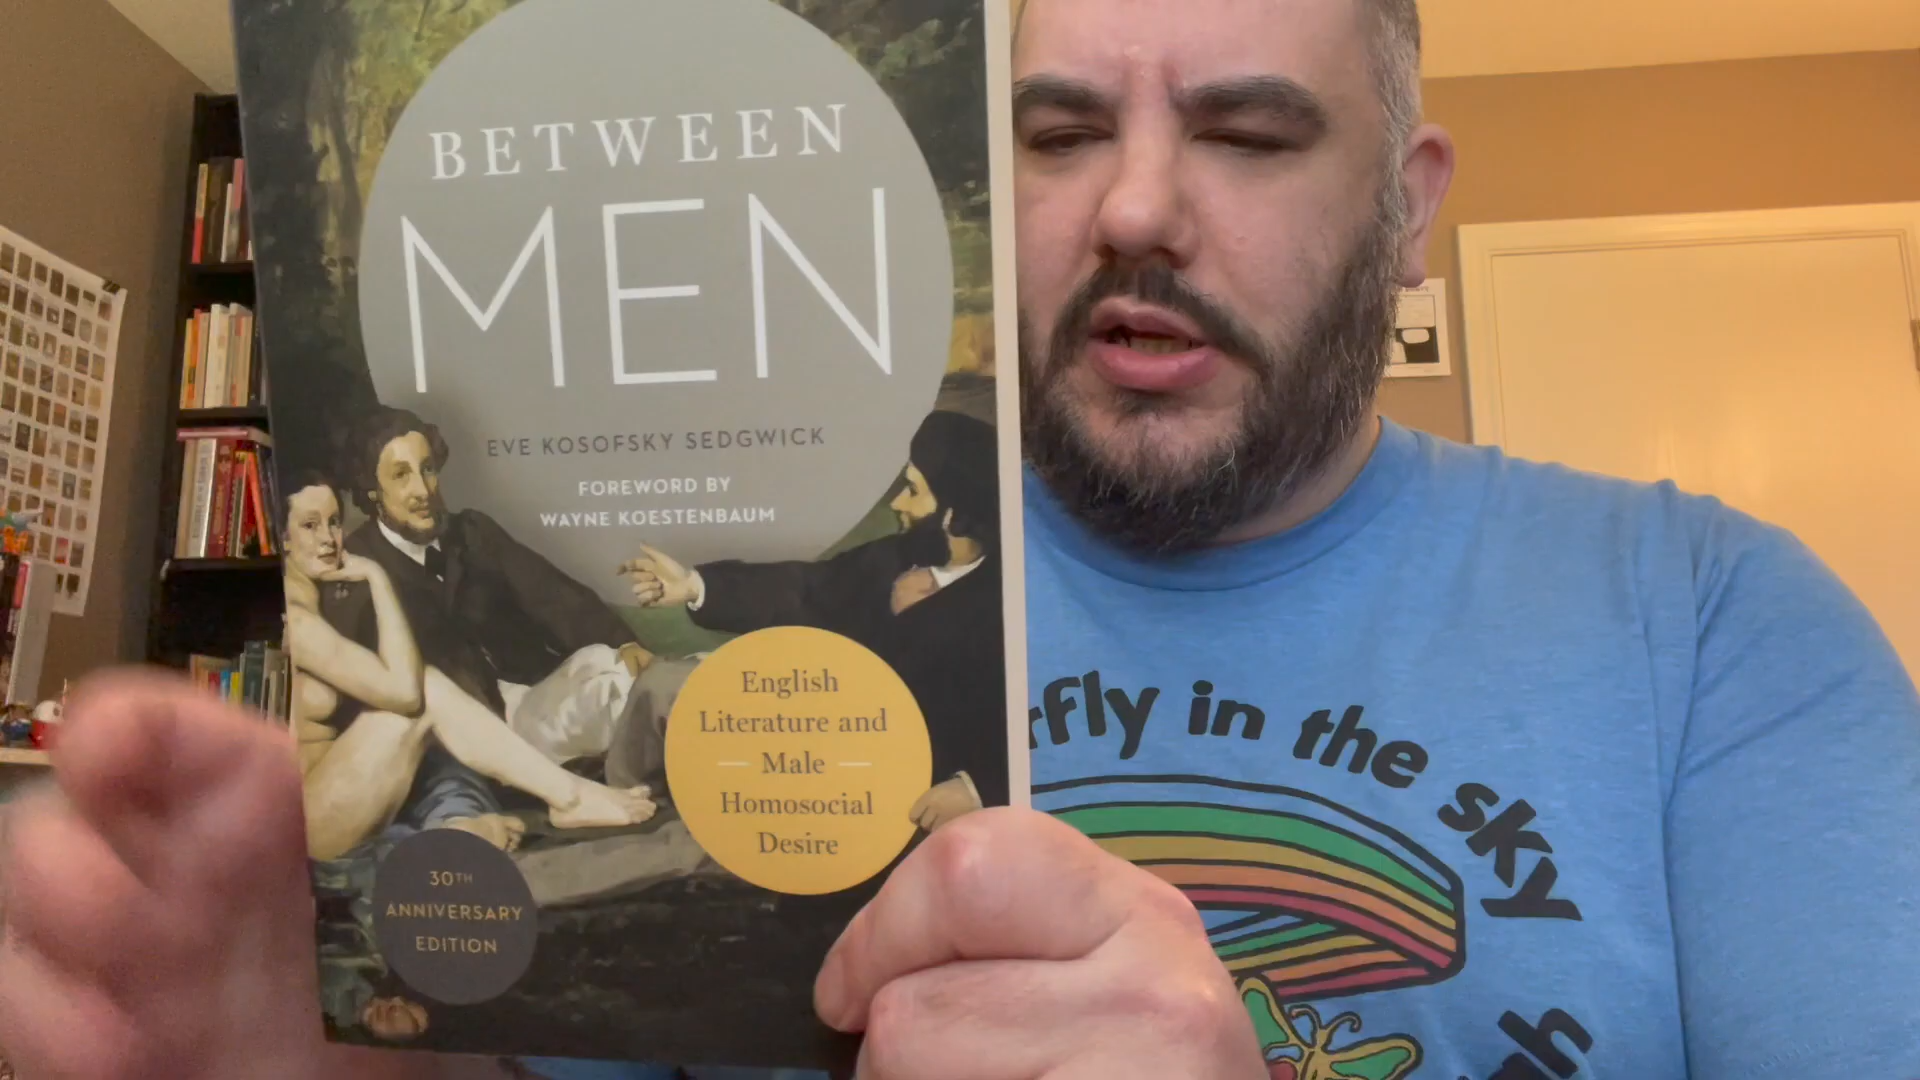 BETWEEN
MEN
EVE KOSOFSKY SEDGWICK
FOREWORD BY
WAYNE KOESTENBAUM
English
Literature and
Male
Homosocial
Desire
30TH
ANNIVERSARY
EDITION
fly in the sky